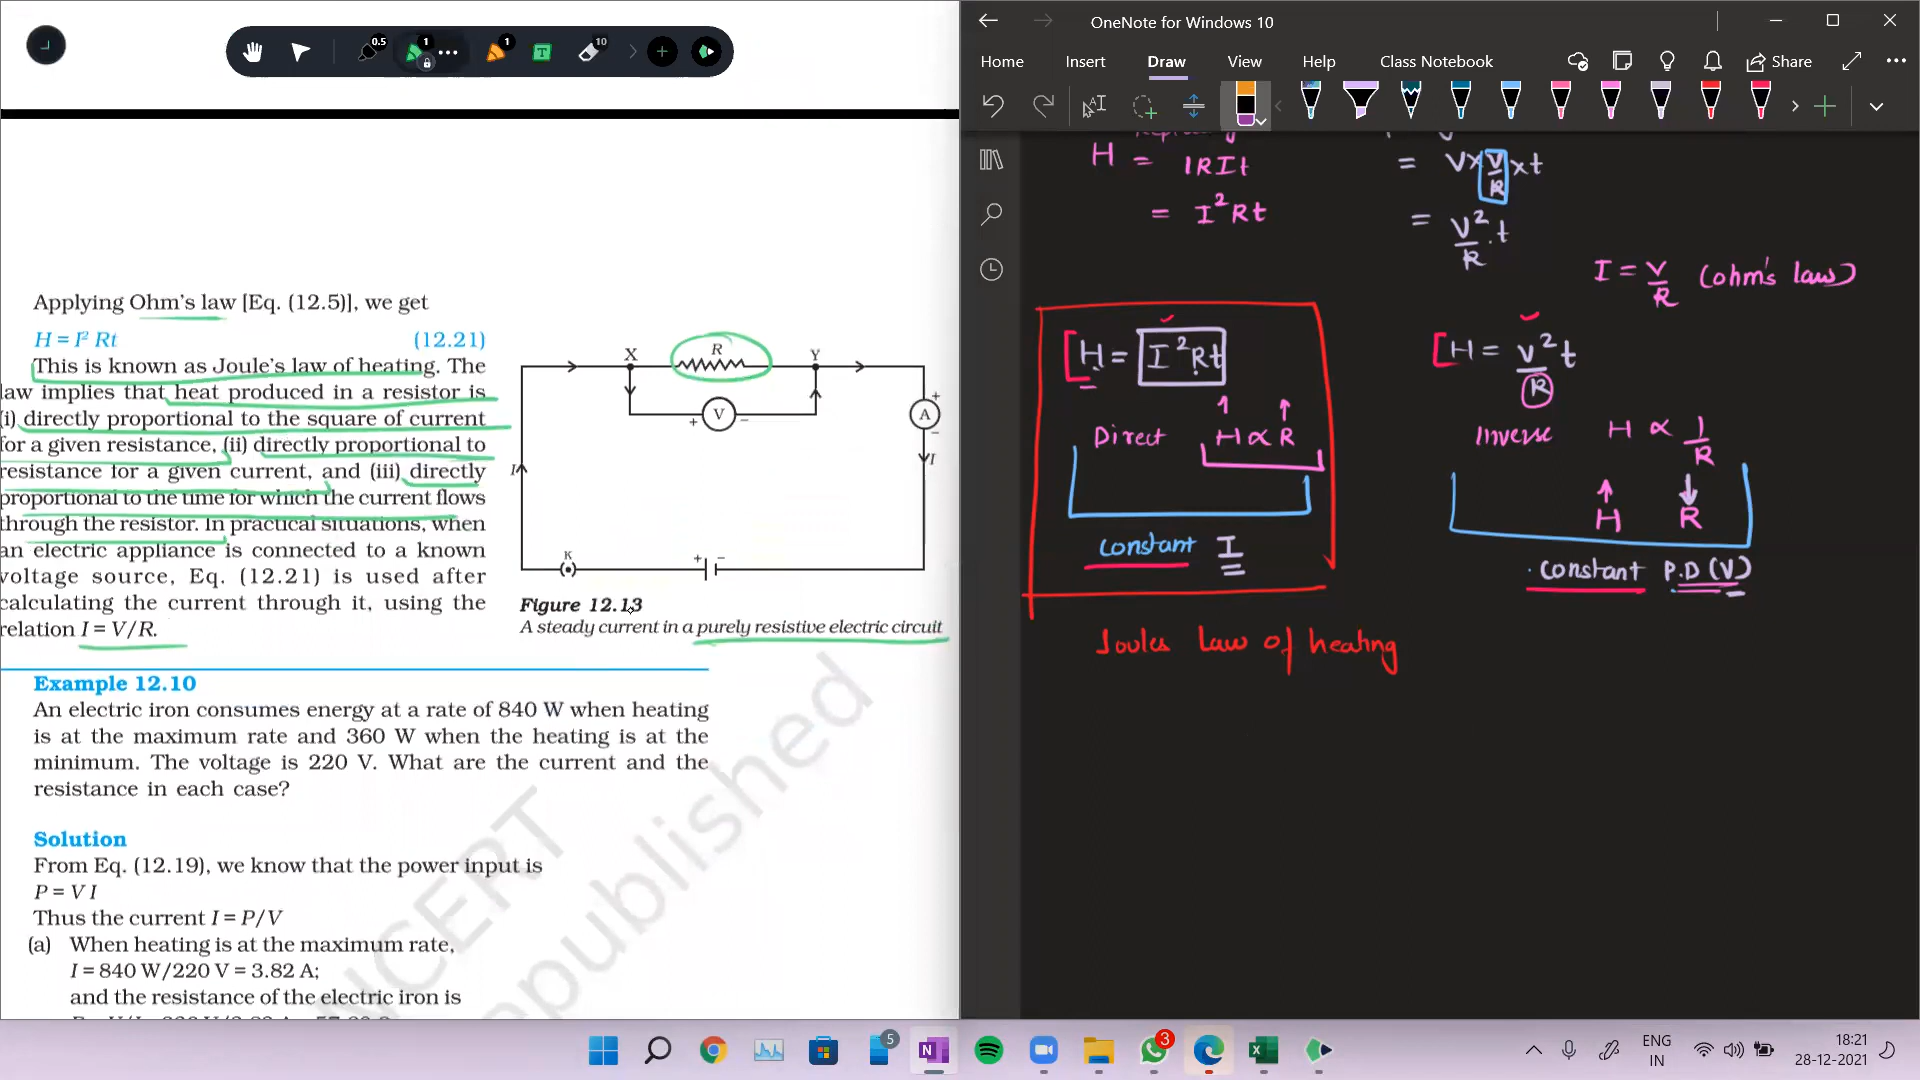 0.5
1
1
10
OneNote for Windows 10
Home Insert Draw View Help Class Notebook Share
H = IRIt
= I²Rt
= V×V/R×t
= V²/R.t
I = V/R (ohm's law)
Applying Ohm's law [Eq. (12.5)], we get
H = I² Rt (12.21)
This is known as Joule's law of heating. The
law implies that heat produced in a resistor is
(i) directly proportional to the square of current
for a given resistance, (ii) directly proportional to
resistance for a given current, and (iii) directly
proportional to the time for which the current flows
through the resistor. In practical situations, when
an electric appliance is connected to a known
voltage source, Eq. (12.21) is used after
calculating the current through it, using the
relation I = V/R.
X R Y
+ V −
+
A
−
I
I
K
+ −
Figure 12.13
A steady current in a purely resistive electric circuit
Example 12.10
An electric iron consumes energy at a rate of 840 W when heating
is at the maximum rate and 360 W when the heating is at the
minimum. The voltage is 220 V. What are the current and the
resistance in each case?
Solution
From Eq. (12.19), we know that the power input is
P = V I
Thus the current I = P/V
(a) When heating is at the maximum rate,
I = 840 W/220 V = 3.82 A;
and the resistance of the electric iron is
NCERT
republished
H = I²Rt
Direct H ∝ R
constant I
H = V²t/R
Inverse H ∝ 1/R
H R
constant P.D (V)
Joules Law of heating
5
3
ENG
IN
18:21
28-12-2021